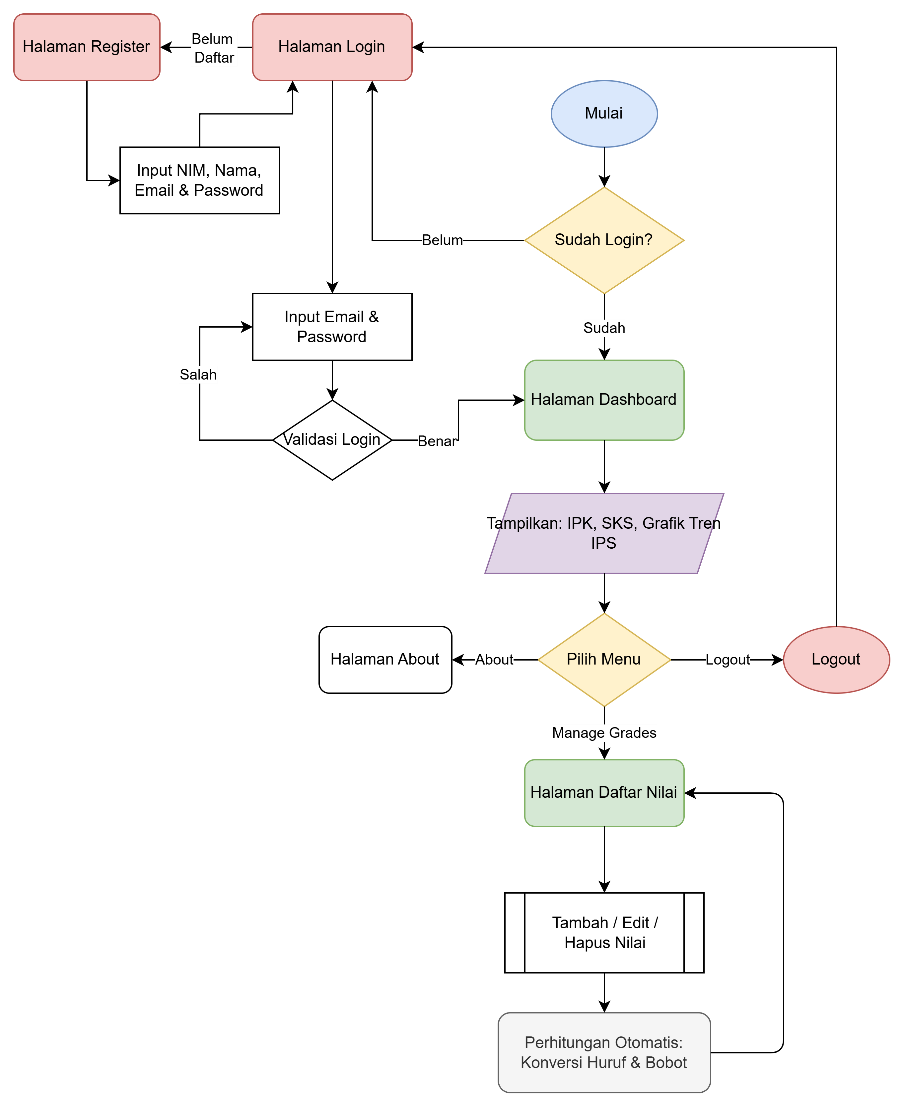 Halaman Register
Belum
Daftar
Halaman Login
Mulai
Input NIM, Nama,
Email & Password
Sudah Login?
Belum
Input Email &
Password
Sudah
Salah
Halaman Dashboard
Validasi Login
Benar
Tampilkan: IPK, SKS, Grafik Tren
IPS
Halaman About
About
Pilih Menu
Logout
Logout
Manage Grades
Halaman Daftar Nilai
Tambah / Edit /
Hapus Nilai
Perhitungan Otomatis:
Konversi Huruf & Bobot